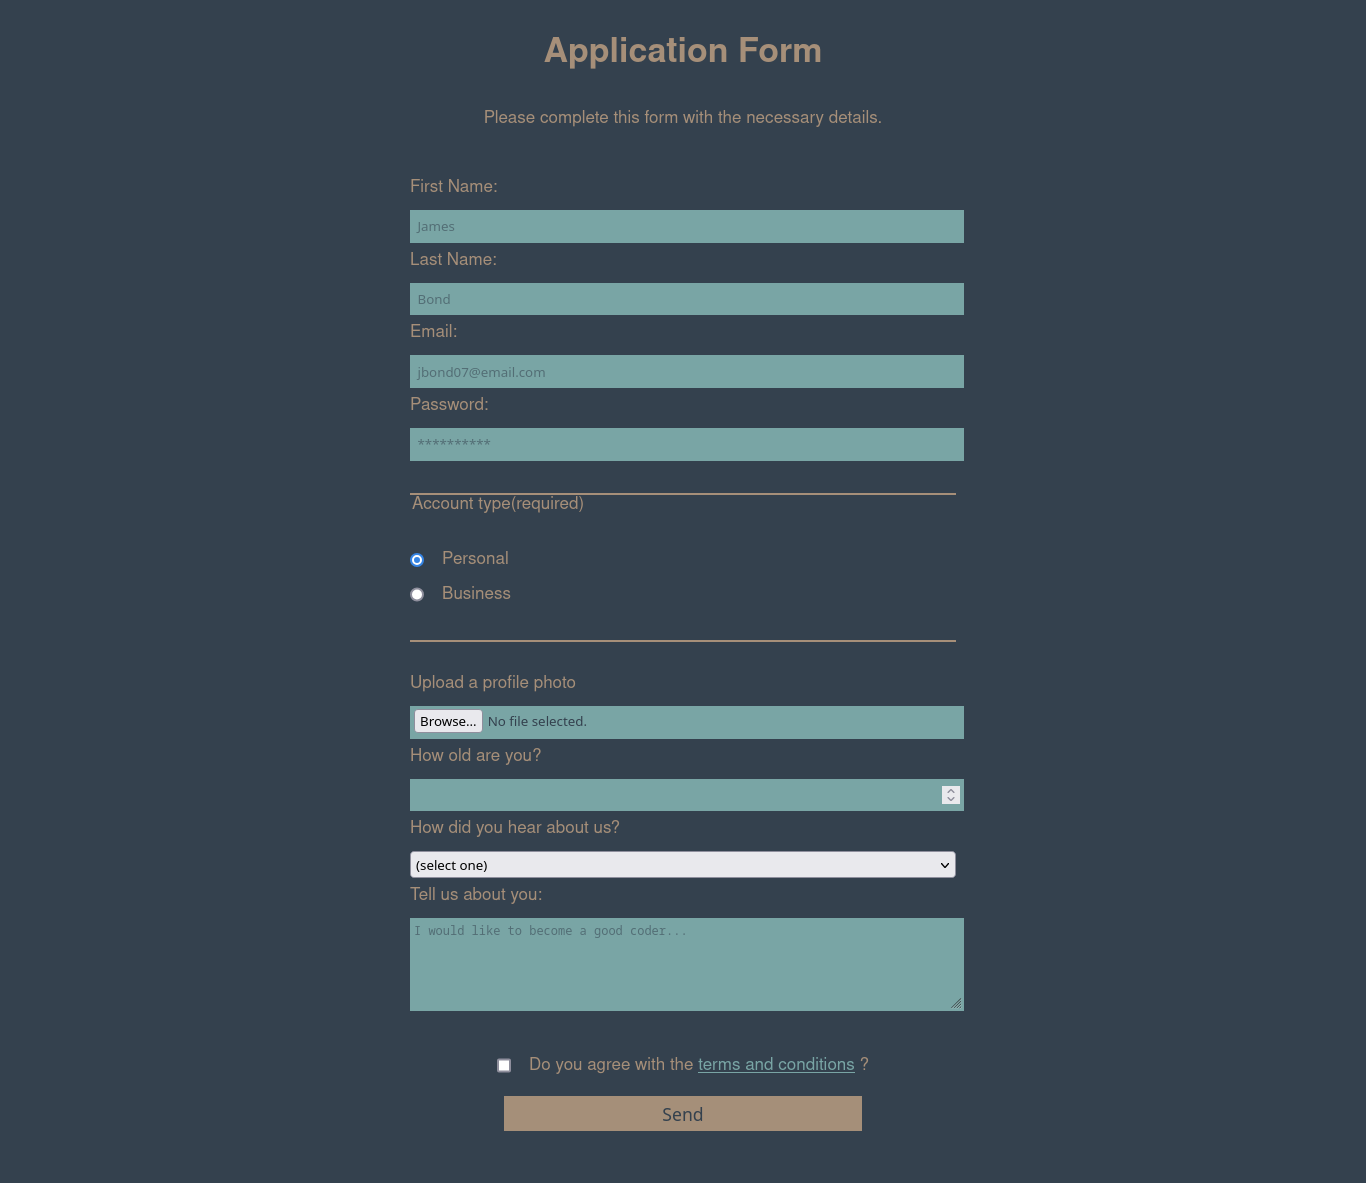 Application Form
Please complete this form with the necessary details.
First Name:
James
Last Name:
Bond
Email:
jbond07@email.com
Password:
**********
Account type(required)
Personal
Business
Upload a profile photo
Browse... No file selected.
How old are you?
How did you hear about us?
(select one)
Tell us about you:
I would like to become a good coder...
Do you agree with the terms and conditions ?
Send